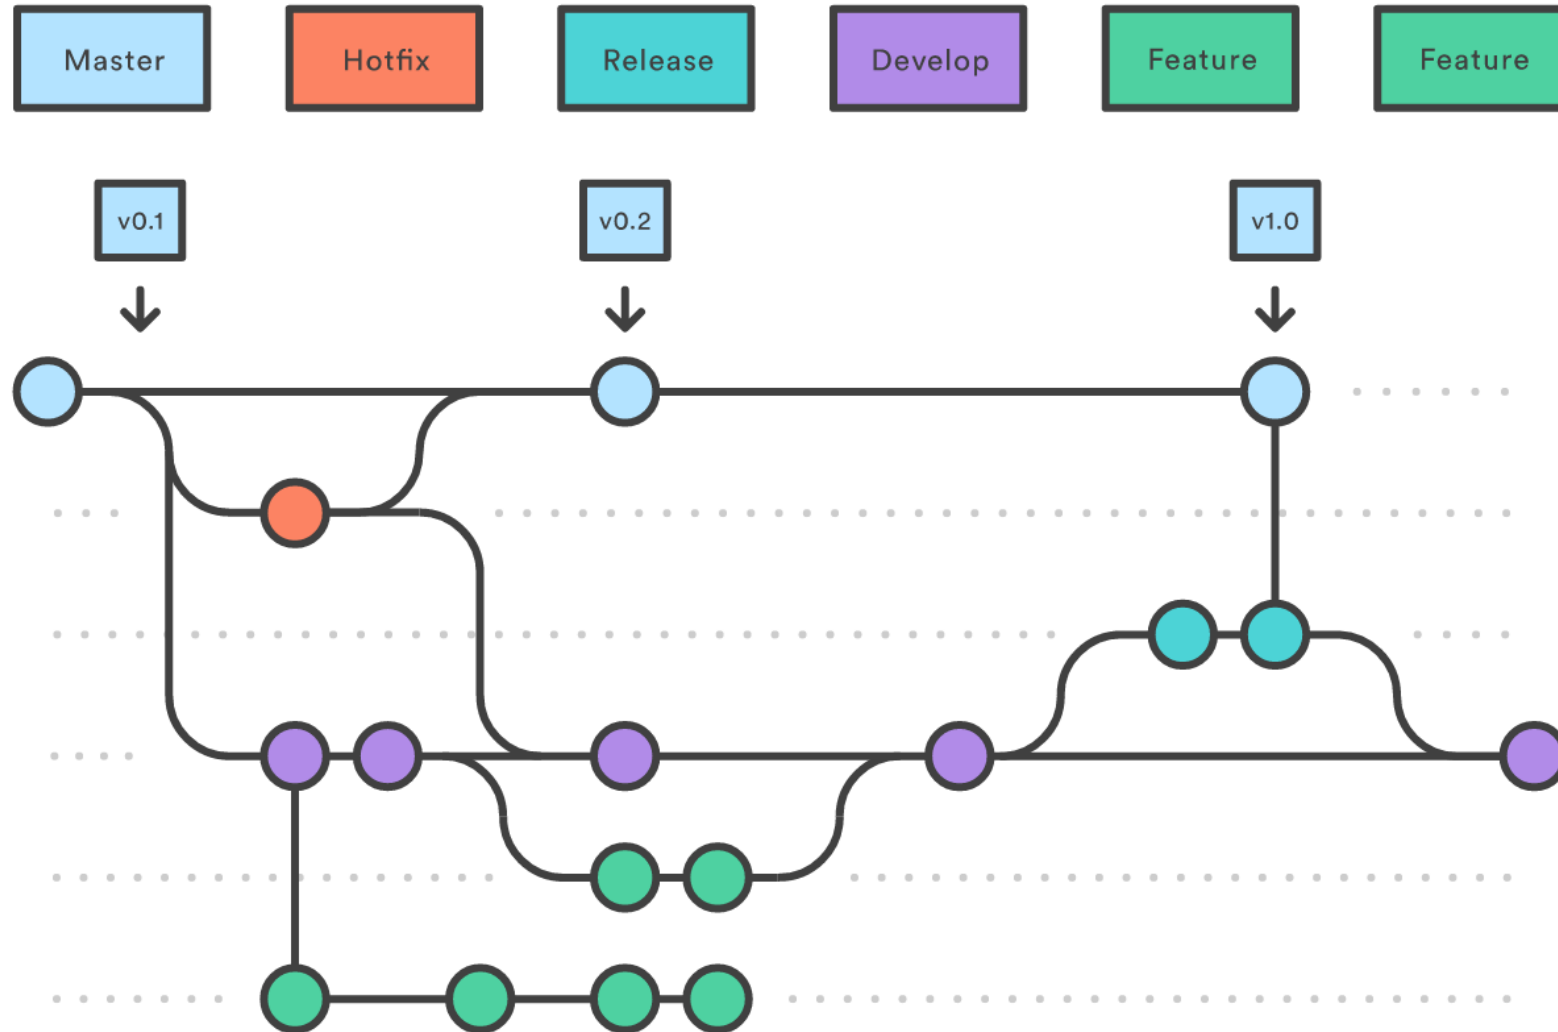 Master
Hotfix
Release
Develop
Feature
Feature
v0.1
v0.2
v1.0